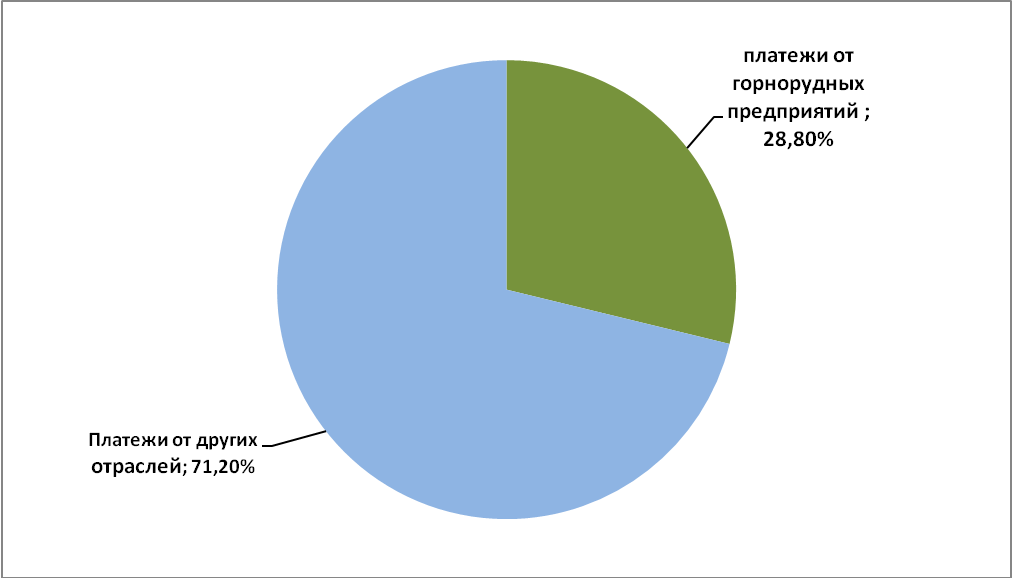 платежи от
горнорудных
предприятий ;
28,80%
Платежи от других
отраслей; 71,20%